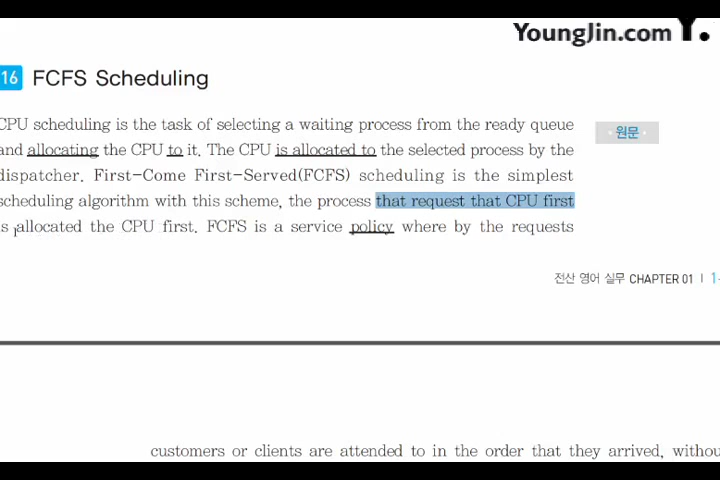 YoungJin.com Y.
16 FCFS Scheduling
CPU scheduling is the task of selecting a waiting process from the ready queue
원문
and allocating the CPU to it. The CPU is allocated to the selected process by the
dispatcher. First-Come First-Served(FCFS) scheduling is the simplest
scheduling algorithm with this scheme, the process that request that CPU first
is allocated the CPU first. FCFS is a service policy where by the requests
전산 영어 실무 CHAPTER 01 | 1-
customers or clients are attended to in the order that they arrived, withou